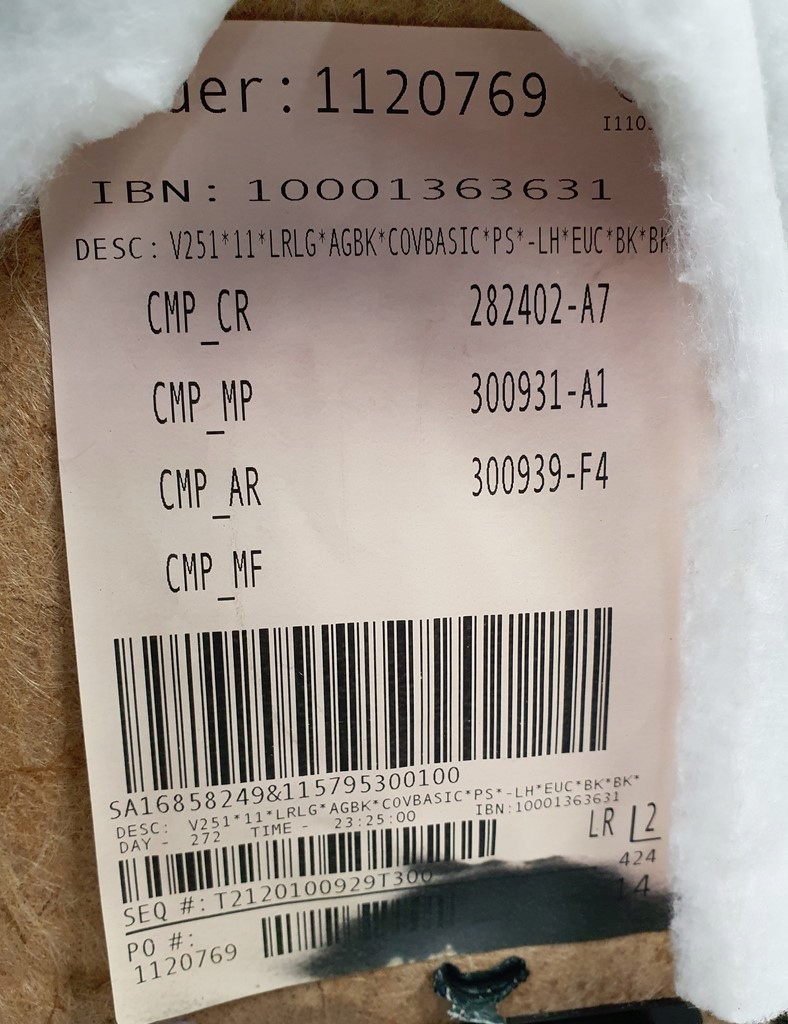 der: 1120769
I110
IBN: 10001363631
DESC: V251*11*LRLG*AGBK*COVBASIC*PS*-LH*EUC*BK*BK
CMP_CR 282402-A7
CMP_MP 300931-A1
CMP_AR 300939-F4
CMP_MF
SA16858249&115795300100
DESC: V251*11*LRLG*AGBK*COVBASIC*PS*-LH*EUC*BK*BK*
DAY - 272 TIME - 23:25:00 IBN:10001363631
LR L2
424
14
SEQ #: T2120100929T300
PO #:
1120769